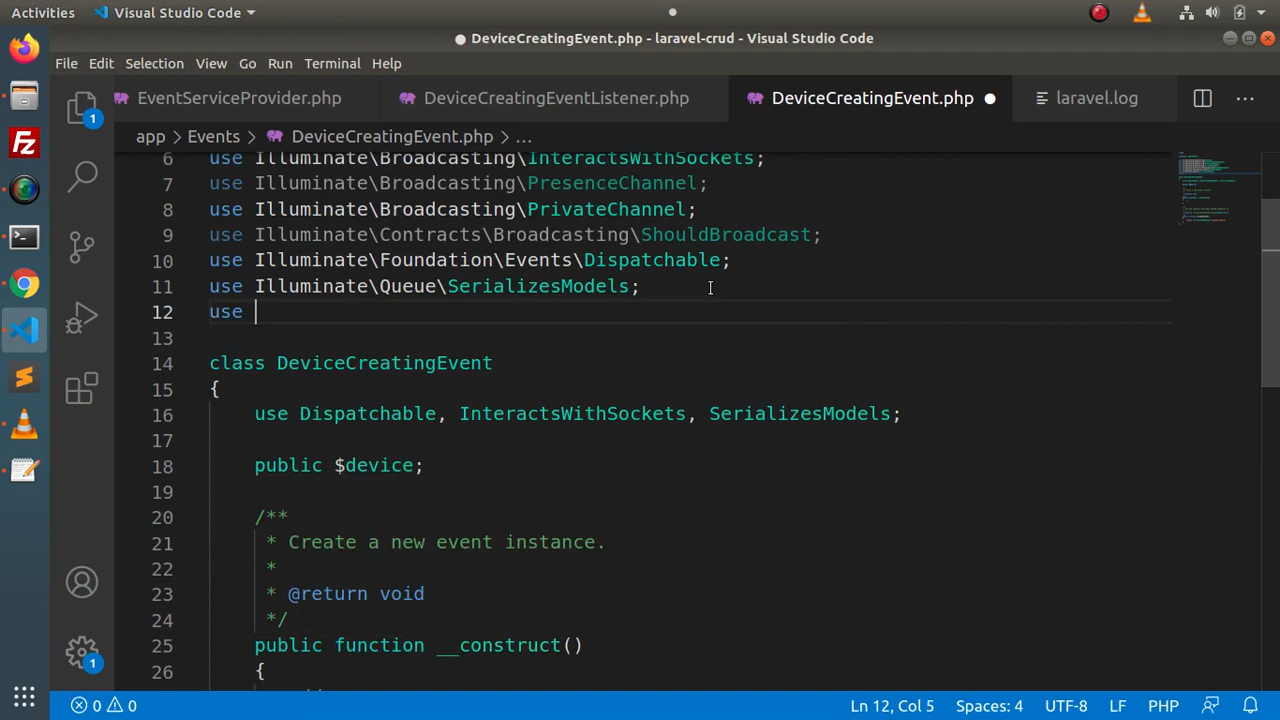 Activities Visual Studio Code
DeviceCreatingEvent.php - laravel-crud - Visual Studio Code
File Edit Selection View Go Run Terminal Help
EventServiceProvider.php DeviceCreatingEventListener.php DeviceCreatingEvent.php laravel.log
app > Events > DeviceCreatingEvent.php > ...
6 use Illuminate\Broadcasting\InteractsWithSockets;
7 use Illuminate\Broadcasting\PresenceChannel;
8 use Illuminate\Broadcasting\PrivateChannel;
9 use Illuminate\Contracts\Broadcasting\ShouldBroadcast;
10 use Illuminate\Foundation\Events\Dispatchable;
11 use Illuminate\Queue\SerializesModels;
12 use
13
14 class DeviceCreatingEvent
15 {
16 use Dispatchable, InteractsWithSockets, SerializesModels;
17
18 public $device;
19
20 /**
21 * Create a new event instance.
22 *
23 * @return void
24 */
25 public function __construct()
26 {
1
1
0 0 Ln 12, Col 5 Spaces: 4 UTF-8 LF PHP